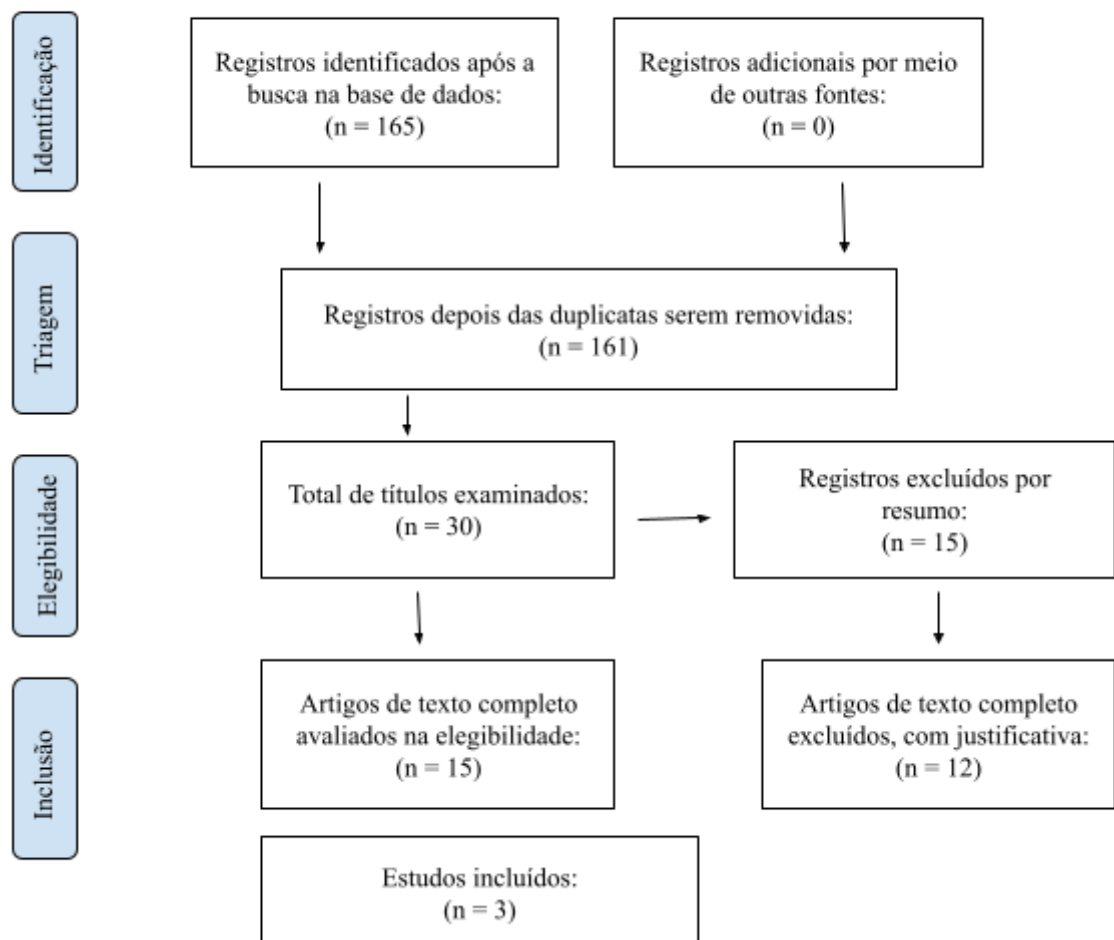 Identificação
Registros identificados após a
busca na base de dados:
(n = 165)
Registros adicionais por meio
de outras fontes:
(n = 0)
Triagem
Registros depois das duplicatas serem removidas:
(n = 161)
Elegibilidade
Total de títulos examinados:
(n = 30)
Registros excluídos por
resumo:
(n = 15)
Inclusão
Artigos de texto completo
avaliados na elegibilidade:
(n = 15)
Artigos de texto completo
excluídos, com justificativa:
(n = 12)
Estudos incluídos:
(n = 3)